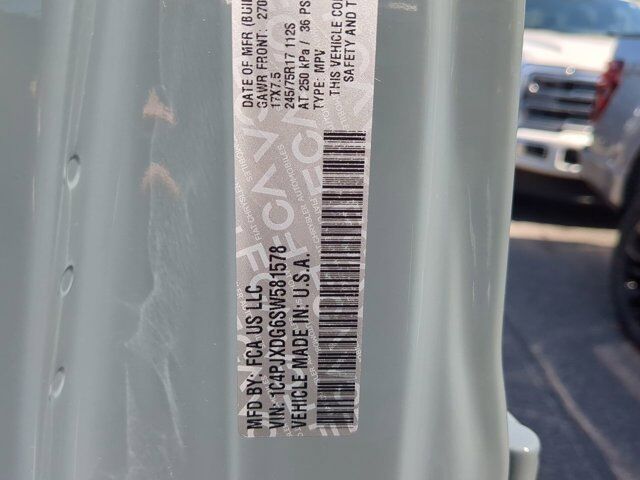 MFD BY: FCA US LLC
VIN: 1C4PJXDG6SW581578
VEHICLE MADE IN: U.S.A.
DATE OF MFR
GAWR FRONT: 270
17X7.5
245/75R17 112S
AT 250 kPa / 36 PS
TYPE: MPV
THIS VEHICLE CO
SAFETY AND T